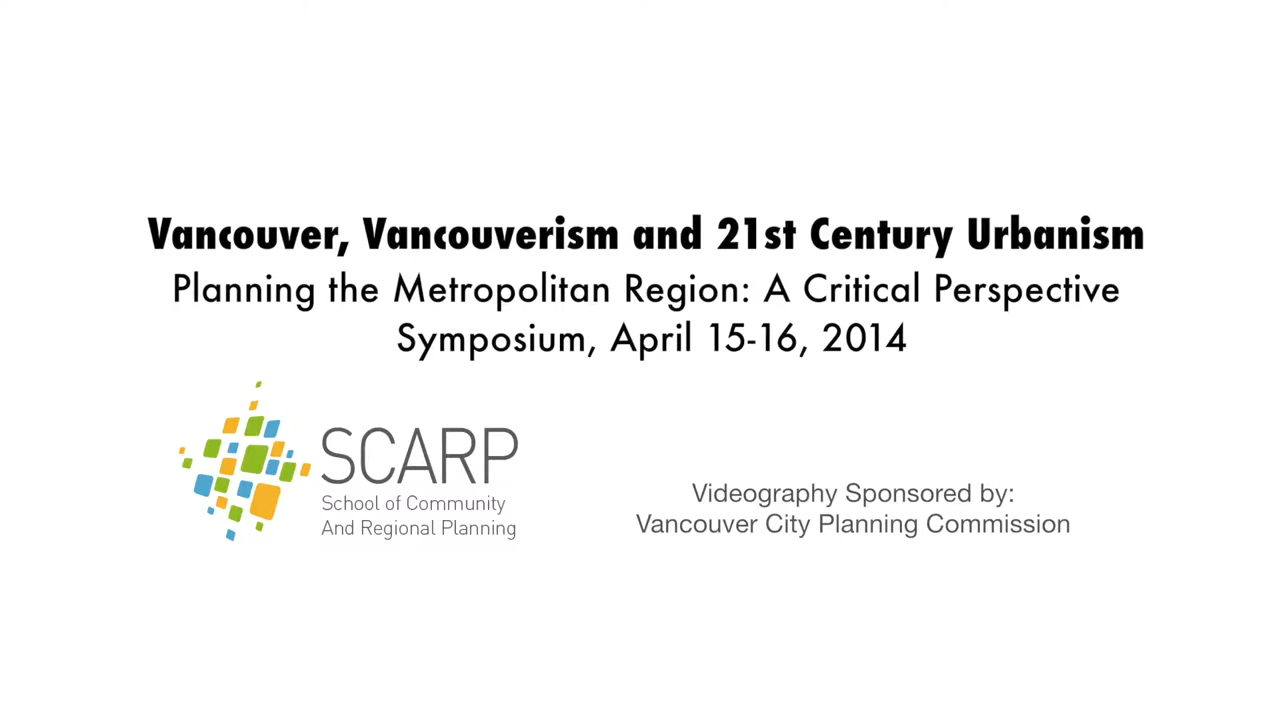 Vancouver, Vancouverism and 21st Century Urbanism
Planning the Metropolitan Region: A Critical Perspective
Symposium, April 15-16, 2014
SCARP
School of Community
And Regional Planning
Videography Sponsored by:
Vancouver City Planning Commission